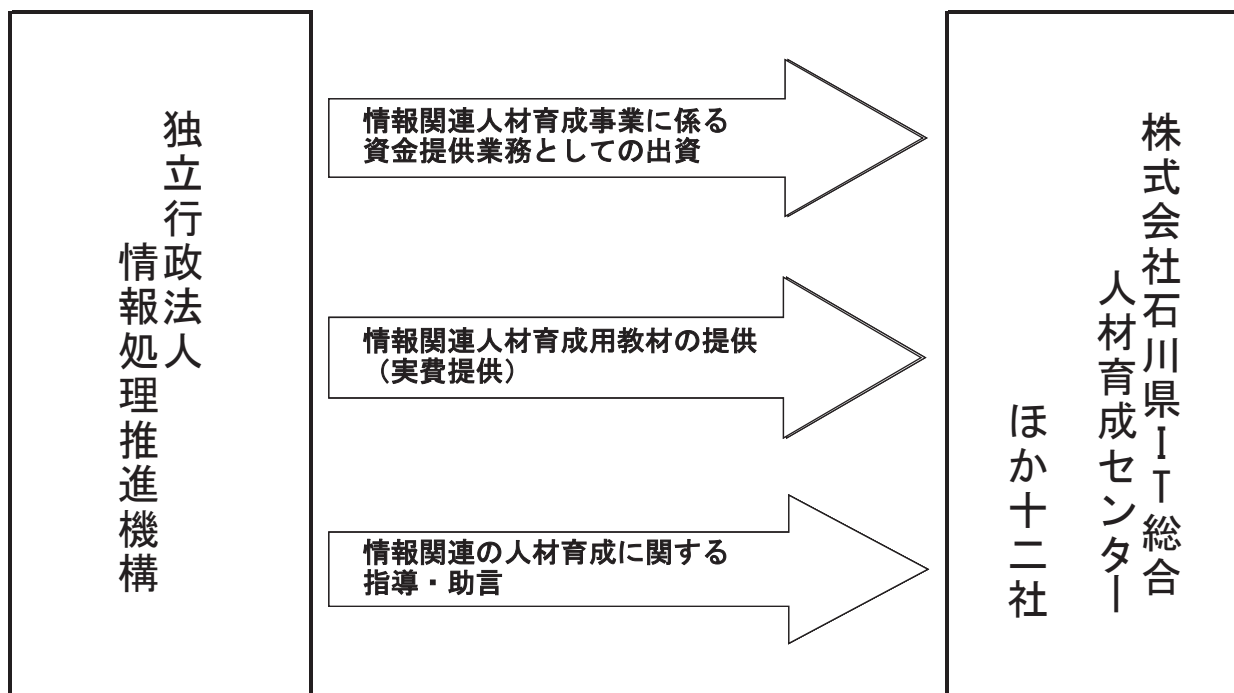 独立行政法人
情報処理推進機構
情報関連人材育成事業に係る
資金提供業務としての出資
情報関連人材育成用教材の提供
（実費提供）
情報関連の人材育成に関する
指導・助言
株式会社石川県ＩＴ総合
人材育成センター
ほか十二社